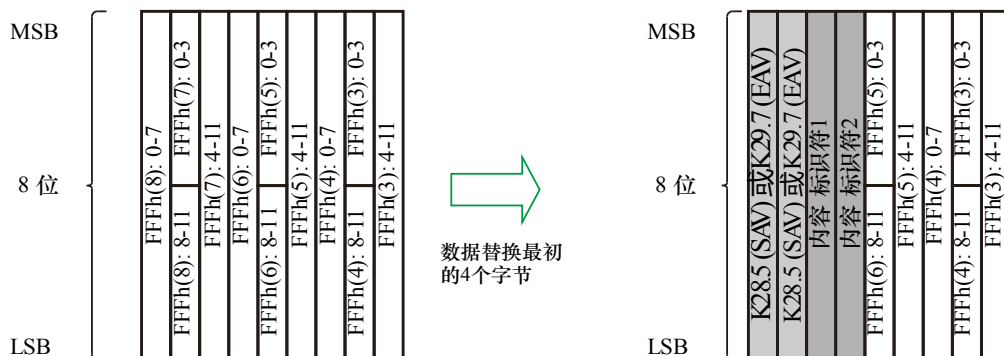 MSB
8 位
LSB
FFFh(8): 0-7
FFFh(7): 0-3
FFFh(8): 8-11
FFFh(7): 4-11
FFFh(6): 0-7
FFFh(5): 0-3
FFFh(6): 8-11
FFFh(5): 4-11
FFFh(4): 0-7
FFFh(3): 0-3
FFFh(4): 8-11
FFFh(3): 4-11
数据替换最初
的4个字节
MSB
8 位
LSB
K28.5 (SAV) 或K29.7 (EAV)
K28.5 (SAV) 或K29.7 (EAV)
内容 标识符1
内容 标识符2
FFFh(5): 0-3
FFFh(6): 8-11
FFFh(5): 4-11
FFFh(4): 0-7
FFFh(3): 0-3
FFFh(4): 8-11
FFFh(3): 4-11